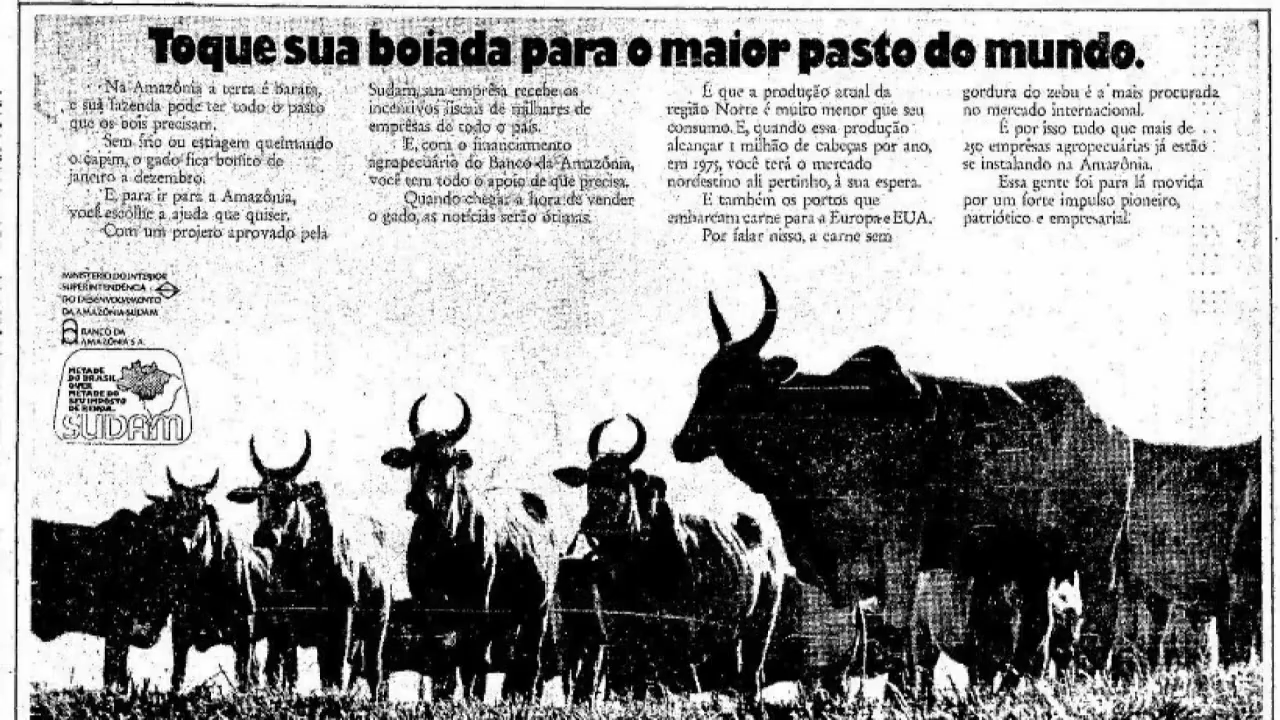 Toque sua boiada para o maior pasto do mundo.
Na Amazônia a terra é barata,
e sua fazenda pode ter todo o pasto
que os bois precisam.
Sem frio ou estiagem queimando
o capim, o gado fica bonito de
janeiro a dezembro.
E, para ir para a Amazônia,
você escolhe a ajuda que quiser.
Com um projeto aprovado pela
Sudam, sua emprêsa recebe os
incentivos fiscais de milhares de
emprêsas de todo o país.
E, com o financiamento
agropecuário do Banco da Amazônia,
você tem todo o apoio de que precisa.
Quando chegar a hora de vender
o gado, as notícias serão ótimas.
É que a produção atual da
região Norte é muito menor que seu
consumo. E, quando essa produção
alcançar 1 milhão de cabeças por ano,
em 1975, você terá o mercado
nordestino ali pertinho, à sua espera.
E também os portos que
embarcam carne para a Europa e EUA.
Por falar nisso, a carne sem
gordura do zebu é a mais procurada
no mercado internacional.
É por isso tudo que mais de
250 emprêsas agropecuárias já estão
se instalando na Amazônia.
Essa gente foi para lá movida
por um forte impulso pioneiro,
patriótico e empresarial.
MINISTÉRIO DO INTERIOR
SUPERINTENDÊNCIA
DO DESENVOLVIMENTO
DA AMAZÔNIA-SUDAM
BANCO DA
AMAZÔNIA S.A.
METADE
DO BRASIL
QUER
METADE DO
SEU IMPÔSTO
DE RENDA.
SUDAM